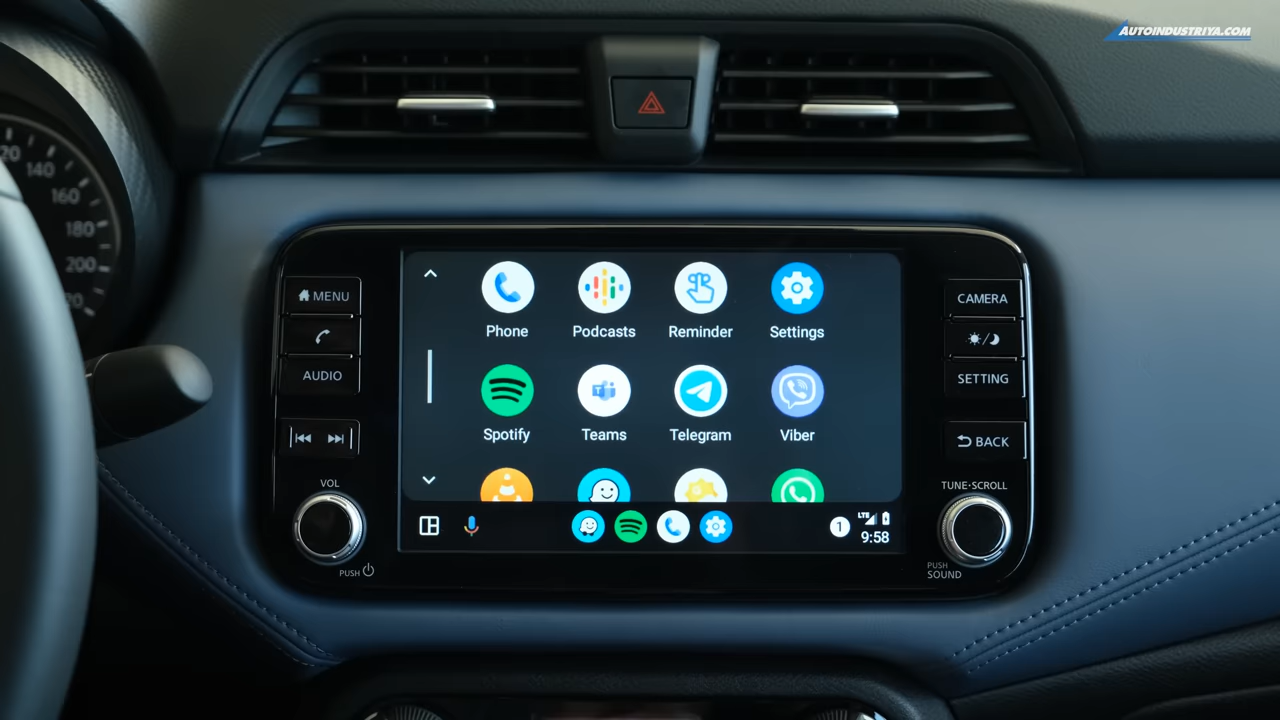 AUTOINDUSTRIYA.COM
20
140
160
180
200
20
MENU
AUDIO
VOL
PUSH
Phone
Podcasts
Reminder
Settings
Spotify
Teams
Telegram
Viber
1
LTE
9:58
CAMERA
SETTING
BACK
TUNE·SCROLL
PUSH
SOUND